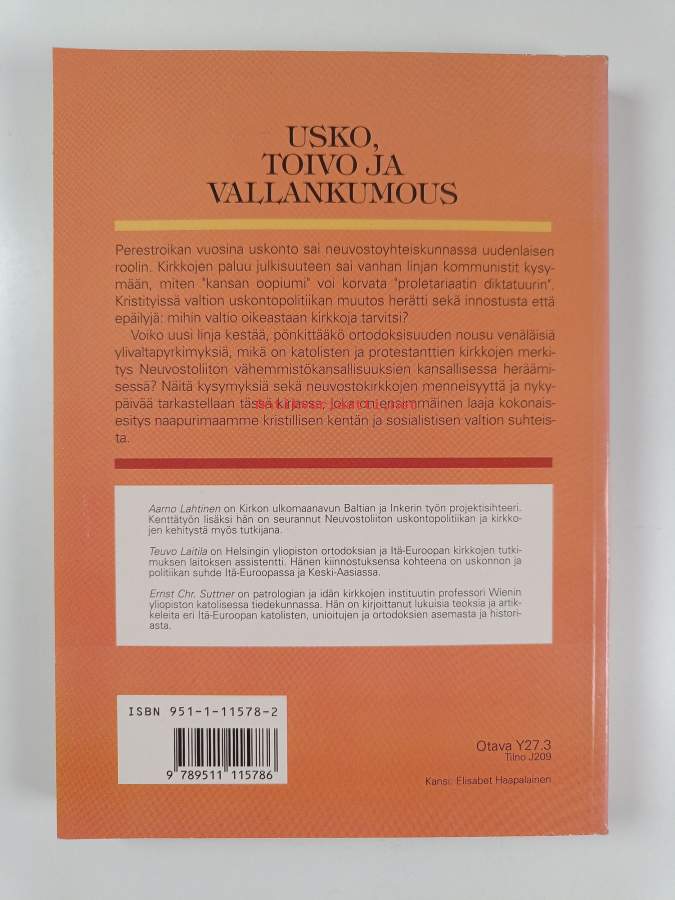 USKO,
TOIVO JA
VALLANKUMOUS
Perestroikan vuosina uskonto sai neuvostoyhteiskunnassa uudenlaisen
roolin. Kirkkojen paluu julkisuuteen sai vanhan linjan kommunistit kysy-
mään, miten "kansan oopiumi" voi korvata "proletariaatin diktatuurin".
Kristityissä valtion uskontopolitiikan muutos herätti sekä innostusta että
epäilyjä: mihin valtio oikeastaan kirkkoja tarvitsi?
Voiko uusi linja kestää, pönkittääkö ortodoksisuuden nousu venäläisiä
ylivaltapyrkimyksiä, mikä on katolisten ja protestanttien kirkkojen merki-
tys Neuvostoliiton vähemmistökansallisuuksien kansallisessa heräämi-
sessä? Näitä kysymyksiä sekä neuvostokirkkojen menneisyyttä ja nyky-
päivää tarkastellaan tässä kirjassa, joka on ensimmäinen laaja kokonais-
esitys naapurimaamme kristillisen kentän ja sosialistisen valtion suhteis-
ta.
Aarno Lahtinen on Kirkon ulkomaanavun Baltian ja Inkerin työn projektisihteeri.
Kenttätyön lisäksi hän on seurannut Neuvostoliiton uskontopolitiikan ja kirkko-
jen kehitystä myös tutkijana.
Teuvo Laitila on Helsingin yliopiston ortodoksian ja Itä-Euroopan kirkkojen tutki-
muksen laitoksen assistentti. Hänen kiinnostuksensa kohteena on uskonnon ja
politiikan suhde Itä-Euroopassa ja Keski-Aasiassa.
Ernst Chr. Suttner on patrologian ja idän kirkkojen instituutin professori Wienin
yliopiston katolisessa tiedekunnassa. Hän on kirjoittanut lukuisia teoksia ja artik-
keleita eri Itä-Euroopan katolisten, unioitujen ja ortodoksien asemasta ja histori-
asta.
ISBN 951-1-11578-2
9 789511 115786
Otava Y27.3
Tilno J209
Kansi: Elisabet Haapalainen